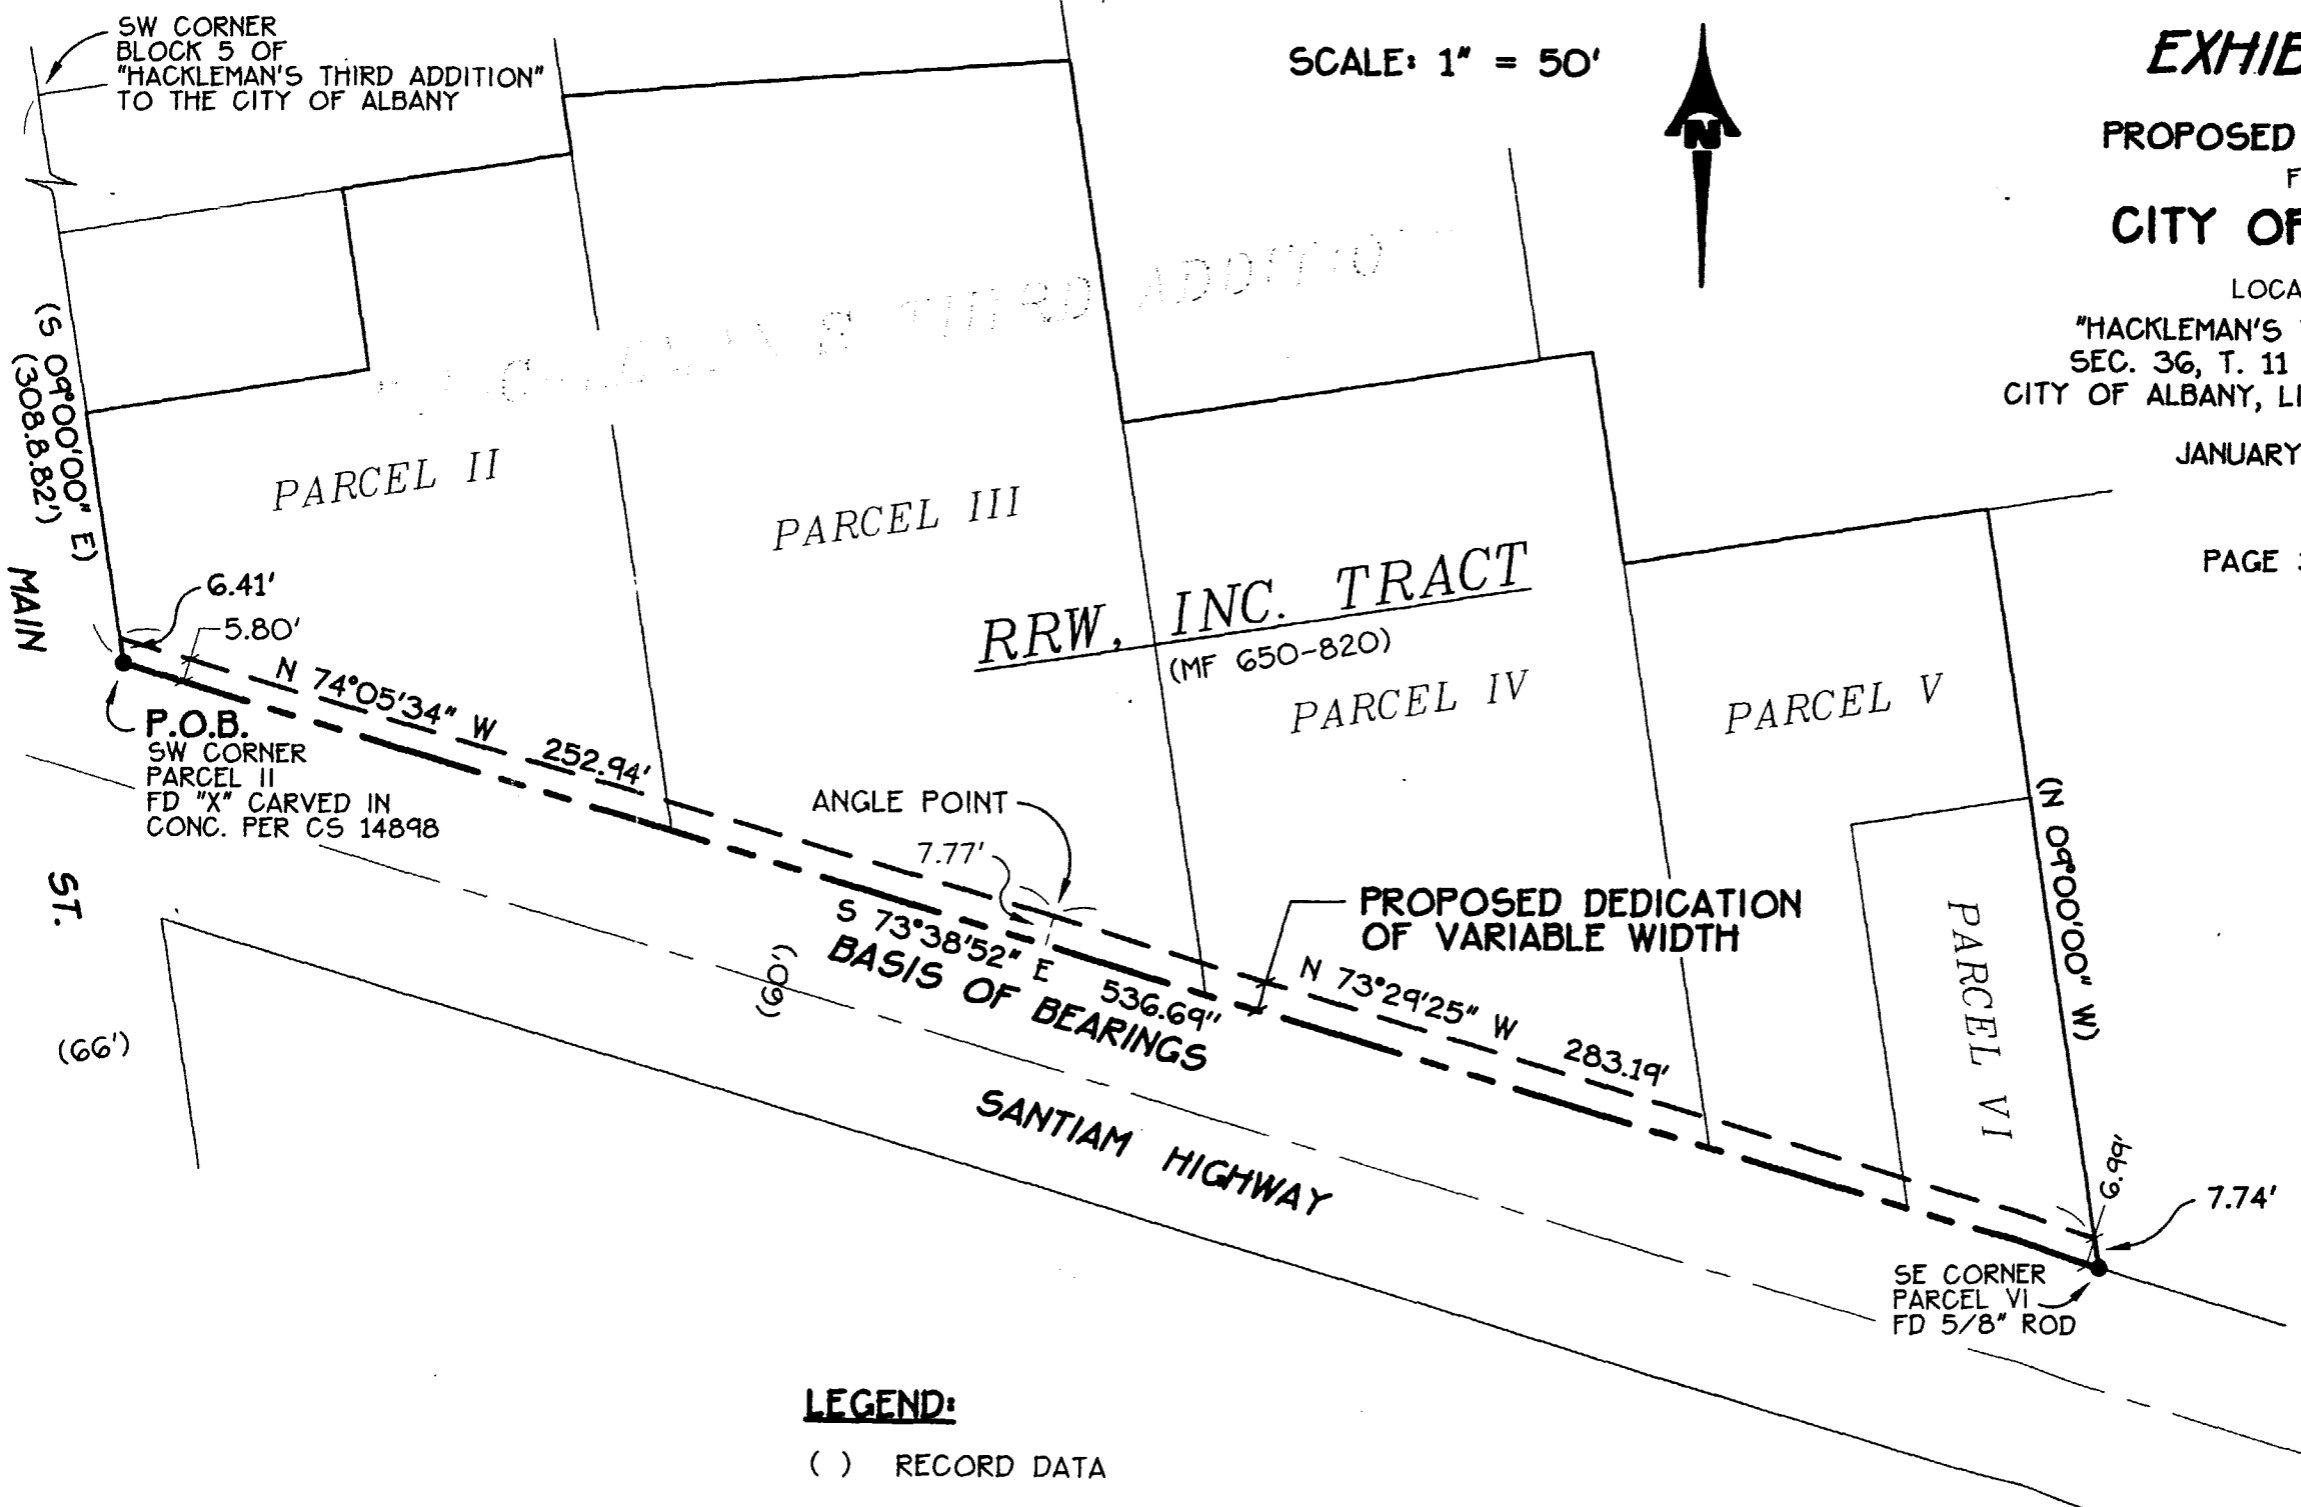 SW CORNER
BLOCK 5 OF
"HACKLEMAN'S THIRD ADDITION"
TO THE CITY OF ALBANY
SCALE: 1" = 50'
N
PROPOSED
CITY OF
"HACKLEMAN'S
SEC. 36, T. 11
CITY OF ALBANY,
JANUARY
PAGE
(S 09°00'00" E)
(308.8.82')
MAIN
ST.
(66')
PARCEL II
PARCEL III
RRW, INC. TRACT
(MF 650-820)
PARCEL IV
PARCEL V
PARCEL VI
(N 09°00'00" W)
6.41'
5.80'
N 74°05'34" W 252.94'
P.O.B.
SW CORNER
PARCEL II
FD "X" CARVED IN
CONC. PER CS 14898
ANGLE POINT
7.77'
S 73°38'52" E 536.69"
BASIS OF BEARINGS
(60')
PROPOSED DEDICATION
OF VARIABLE WIDTH
N 73°29'25" W 283.19'
SANTIAM HIGHWAY
6.99'
7.74'
SE CORNER
PARCEL VI
FD 5/8" ROD
LEGEND:
( ) RECORD DATA